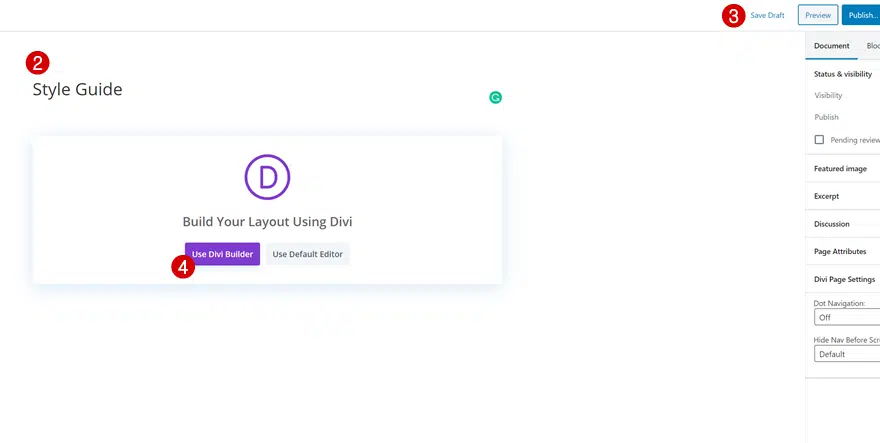 3 Save Draft Preview Publish...
Document Bloc
2
Style Guide
Status & visibility
Visibility
Publish
Pending review
D
Build Your Layout Using Divi
Use Divi Builder Use Default Editor
4
Featured image
Excerpt
Discussion
Page Attributes
Divi Page Settings
Dot Navigation:
Off
Hide Nav Before Scro
Default